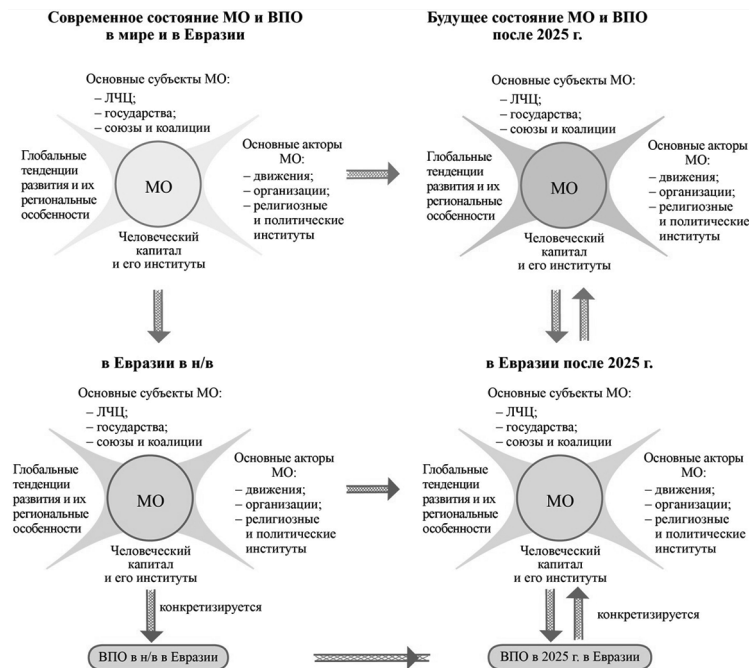 Современное состояние МО и ВПО
в мире и в Евразии
Основные субъекты МО:
– ЛЧЦ;
– государства;
– союзы и коалиции
Глобальные
тенденции
развития и их
региональные
особенности
МО
Основные акторы
МО:
– движения;
– организации;
– религиозные
и политические
институты
Человеческий
капитал
и его институты
Будущее состояние МО и ВПО
после 2025 г.
Основные субъекты МО:
– ЛЧЦ;
– государства;
– союзы и коалиции
Глобальные
тенденции
развития и их
региональные
особенности
МО
Основные акторы
МО:
– движения;
– организации;
– религиозные
и политические
институты
Человеческий
капитал
и его институты
в Евразии в н/в
Основные субъекты МО:
– ЛЧЦ;
– государства;
– союзы и коалиции
Глобальные
тенденции
развития и их
региональные
особенности
МО
Основные акторы
МО:
– движения;
– организации;
– религиозные
и политические
институты
Человеческий
капитал
и его институты
конкретизируется
ВПО в н/в в Евразии
в Евразии после 2025 г.
Основные субъекты МО:
– ЛЧЦ;
– государства;
– союзы и коалиции
Глобальные
тенденции
развития и их
региональные
особенности
МО
Основные акторы
МО:
– движения;
– организации;
– религиозные
и политические
институты
Человеческий
капитал
и его институты
конкретизируется
ВПО в 2025 г. в Евразии